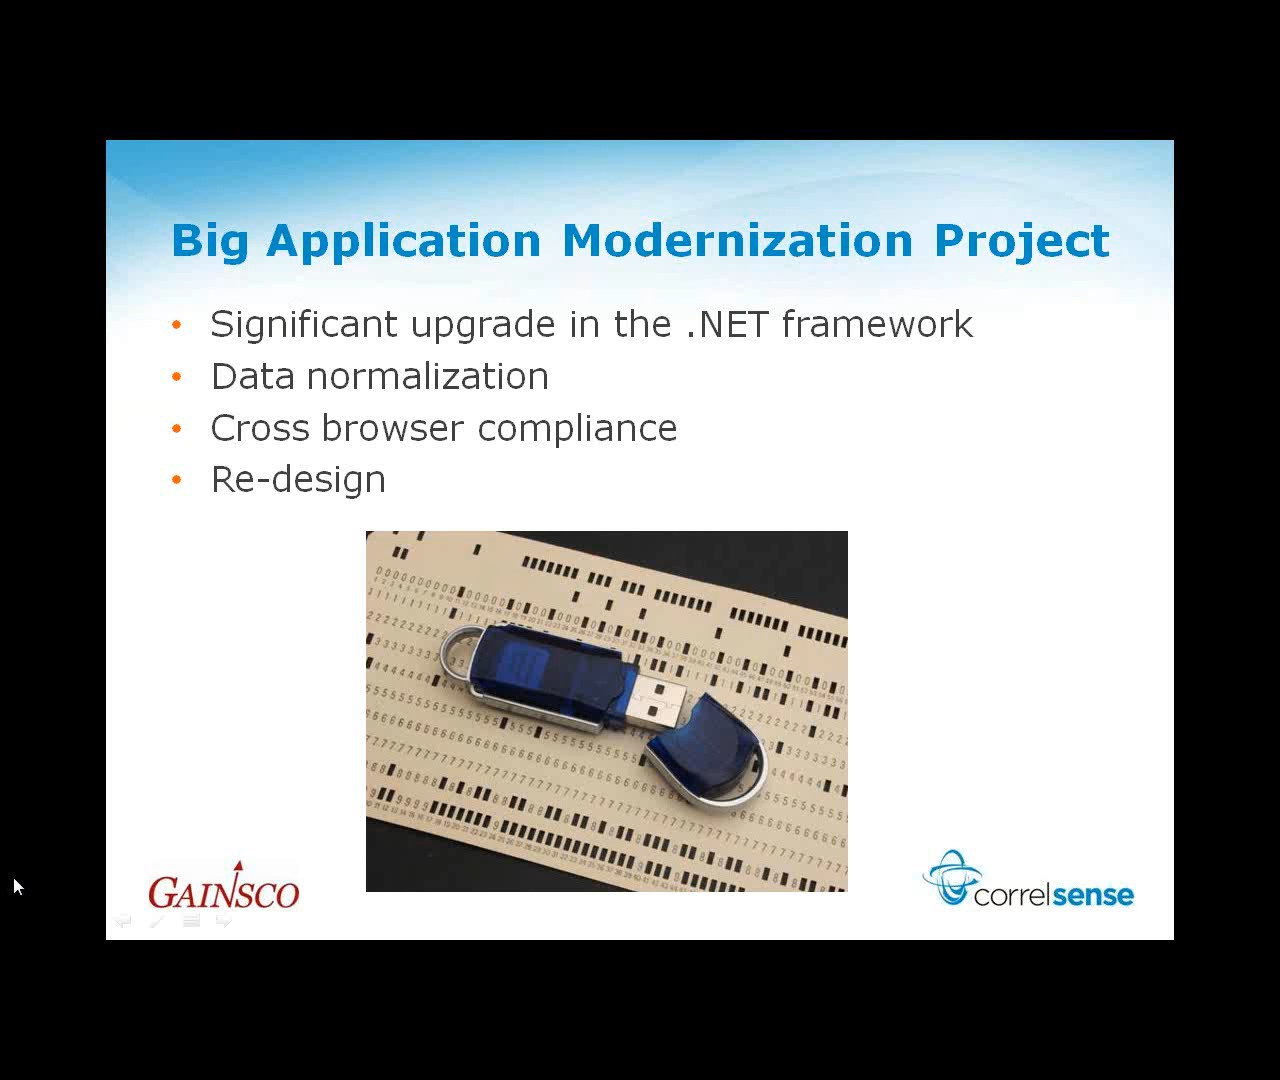 Big Application Modernization Project
• Significant upgrade in the .NET framework
• Data normalization
• Cross browser compliance
• Re-design
GAINSCO
correlsense